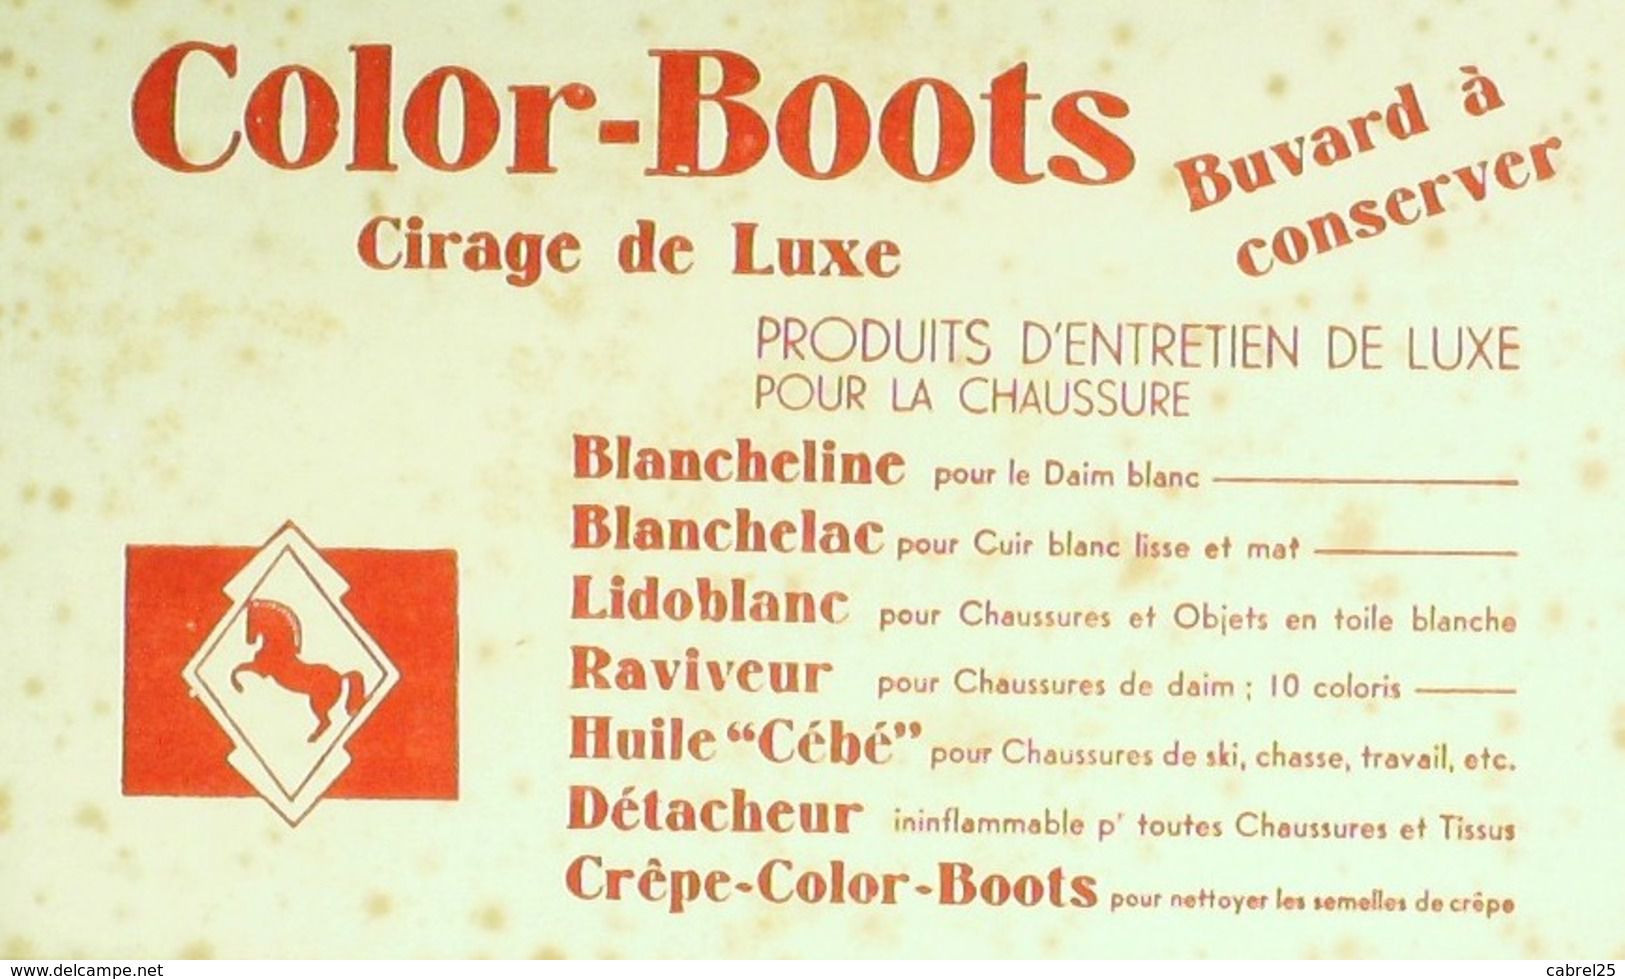 Color-Boots
Buvard à
conserver
Cirage de Luxe
PRODUITS D'ENTRETIEN DE LUXE
POUR LA CHAUSSURE
Blancheline pour le Daim blanc
Blanchelac pour Cuir blanc lisse et mat
Lidoblanc pour Chaussures et Objets en toile blanche
Raviveur pour Chaussures de daim ; 10 coloris
Huile "Cébé" pour Chaussures de ski, chasse, travail, etc.
Détacheur ininflammable p' toutes Chaussures et Tissus
Crêpe-Color-Boots pour nettoyer les semelles de crêpe
www.delcampe.net
cabrel25